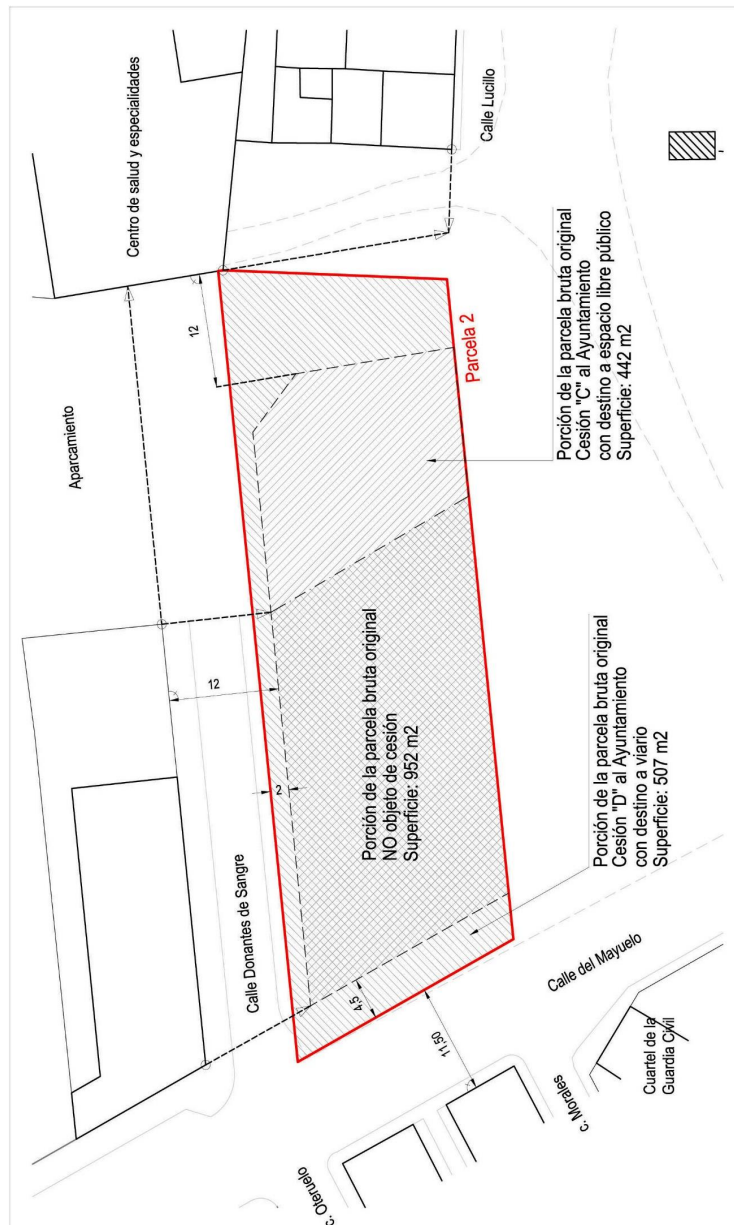 Centro de salud y especialidades
Calle Lucillo
Aparcamiento
12
Parcela 2
Porción de la parcela bruta original
Cesión "C" al Ayuntamiento
con destino a espacio libre público
Superficie: 442 m2
12
2
Porción de la parcela bruta original
NO objeto de cesión
Superficie: 952 m2
Porción de la parcela bruta original
Cesión "D" al Ayuntamiento
con destino a viario
Superficie: 507 m2
Calle Donantes de Sangre
4,5
11,50
Calle del Mayuelo
Cuartel de la
Guardia Civil
c. Morales
c. Oteruelo